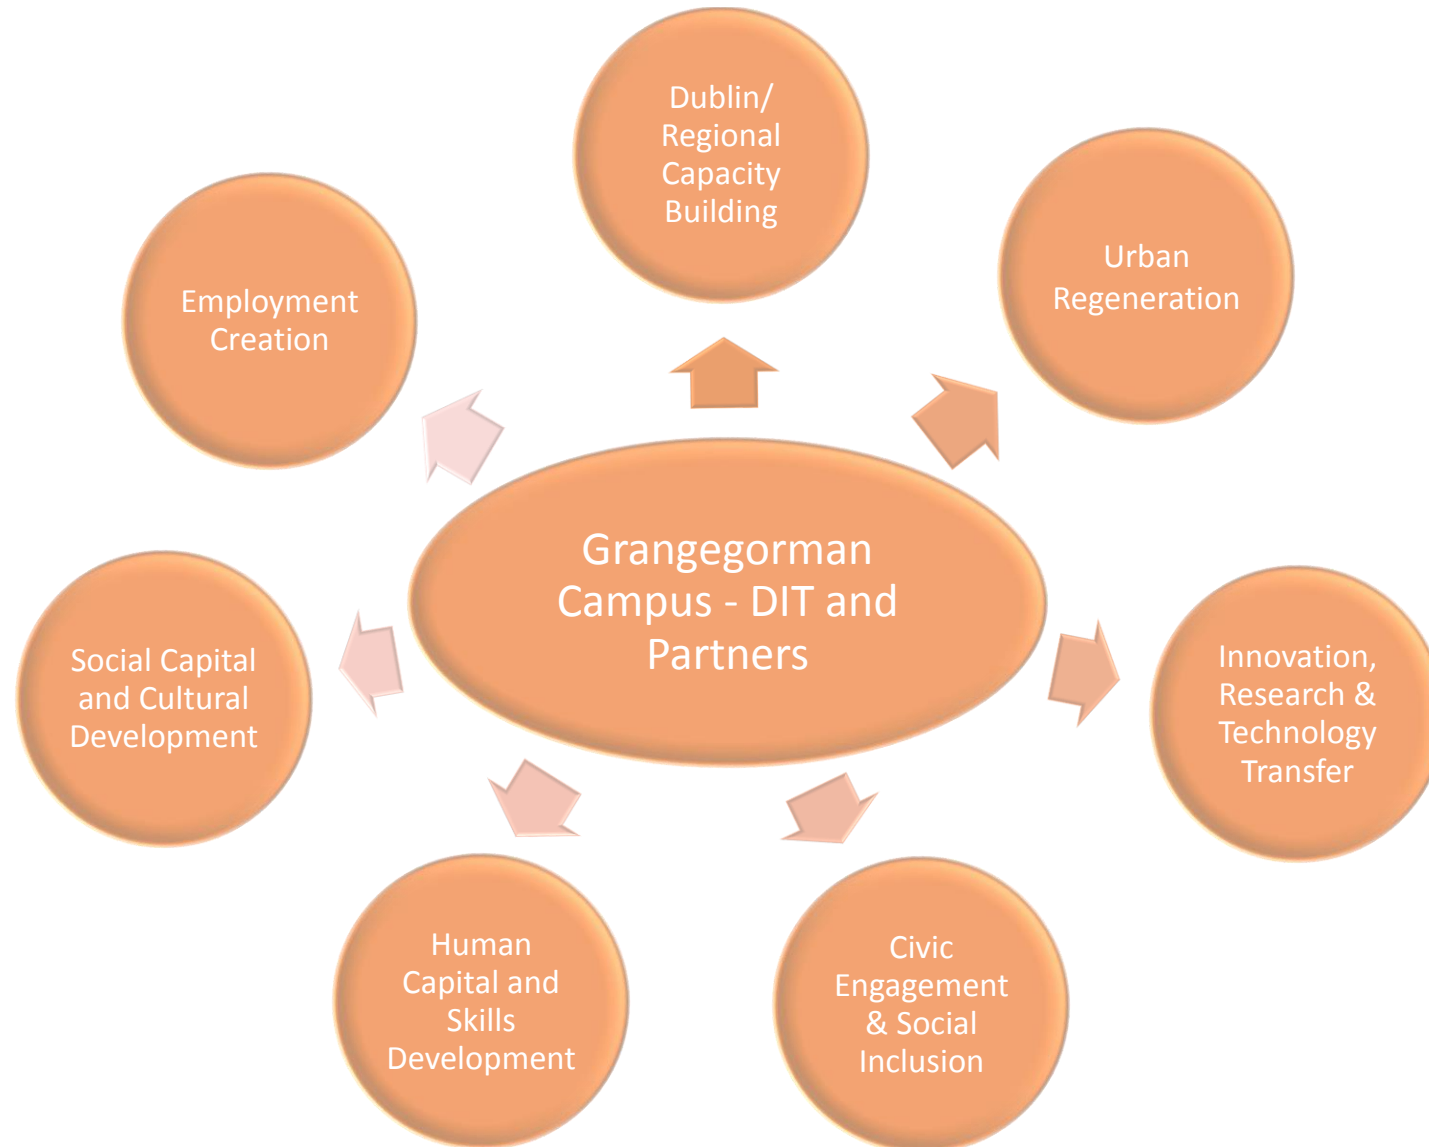 Dublin/
Regional
Capacity
Building
Urban
Regeneration
Employment
Creation
Grangegorman
Campus - DIT and
Partners
Innovation,
Research &
Technology
Transfer
Social Capital
and Cultural
Development
Human
Capital and
Skills
Development
Civic
Engagement
& Social
Inclusion